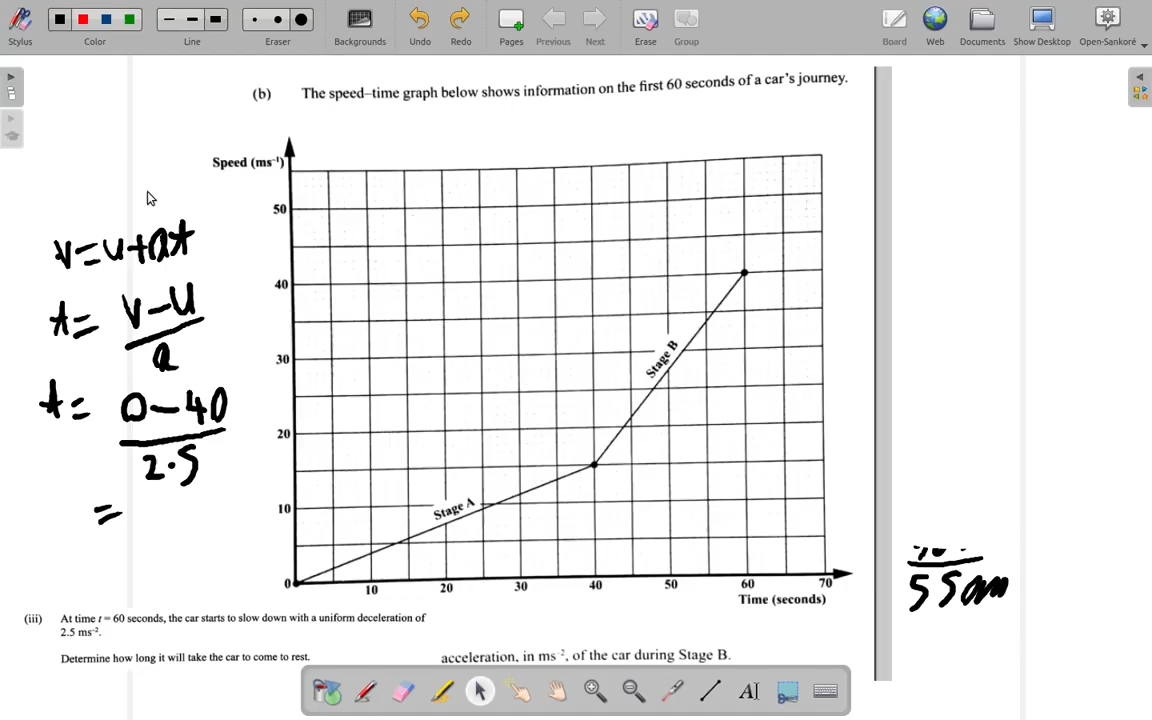 Stylus Color Line Eraser Backgrounds Undo Redo Pages Previous Next Erase Group Board Web Documents Show Desktop Open-Sankoré
(b) The speed–time graph below shows information on the first 60 seconds of a car's journey.
Speed (ms⁻¹)
50
40
30
20
10
0
10 20 30 40 50 60 70
Time (seconds)
Stage A
Stage B
v=u+at
t= v-u
a
t= 0-40
2.5
=
55cm
(iii) At time t = 60 seconds, the car starts to slow down with a uniform deceleration of
2.5 ms⁻².
Determine how long it will take the car to come to rest.
acceleration, in ms⁻², of the car during Stage B.